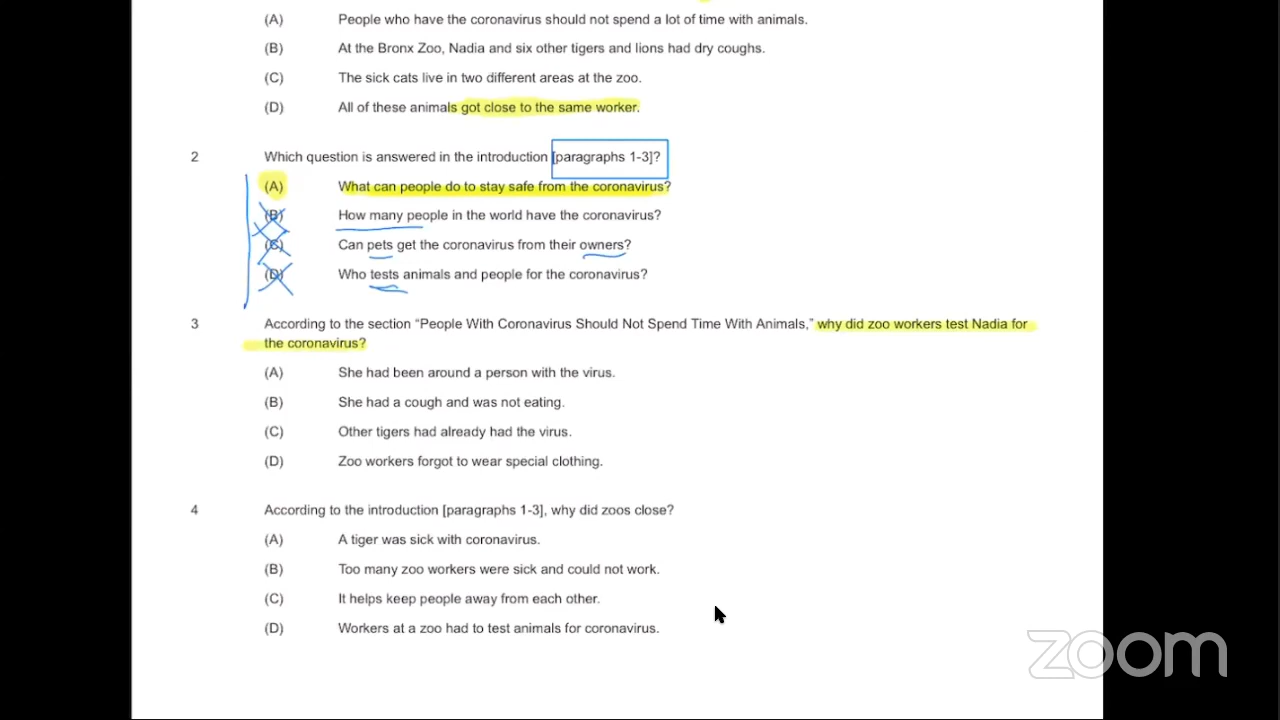 (A) People who have the coronavirus should not spend a lot of time with animals.
(B) At the Bronx Zoo, Nadia and six other tigers and lions had dry coughs.
(C) The sick cats live in two different areas at the zoo.
(D) All of these animals got close to the same worker.
2 Which question is answered in the introduction [paragraphs 1-3]?
(A) What can people do to stay safe from the coronavirus?
(B) How many people in the world have the coronavirus?
(C) Can pets get the coronavirus from their owners?
(D) Who tests animals and people for the coronavirus?
3 According to the section “People With Coronavirus Should Not Spend Time With Animals,” why did zoo workers test Nadia for
the coronavirus?
(A) She had been around a person with the virus.
(B) She had a cough and was not eating.
(C) Other tigers had already had the virus.
(D) Zoo workers forgot to wear special clothing.
4 According to the introduction [paragraphs 1-3], why did zoos close?
(A) A tiger was sick with coronavirus.
(B) Too many zoo workers were sick and could not work.
(C) It helps keep people away from each other.
(D) Workers at a zoo had to test animals for coronavirus.
zoom